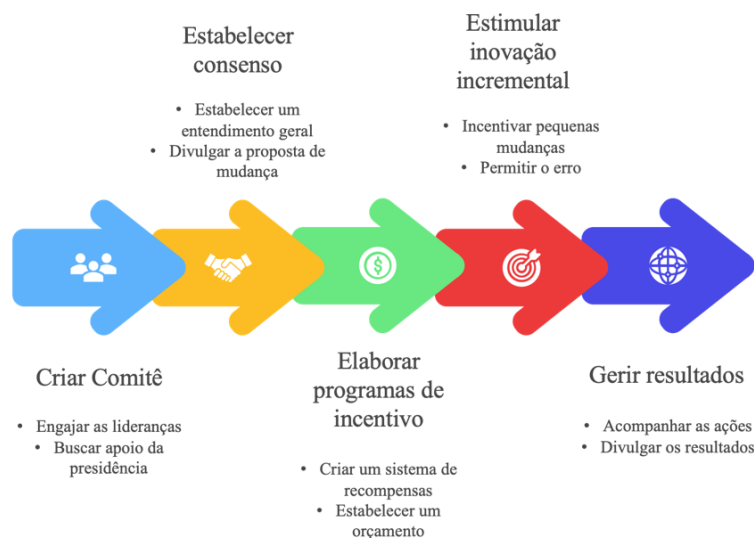 Estabelecer
consenso
• Estabelecer um
entendimento geral
• Divulgar a proposta de
mudança
Estimular
inovação
incremental
• Incentivar pequenas
mudanças
• Permitir o erro
Criar Comitê
• Engajar as lideranças
• Buscar apoio da
presidência
Elaborar
programas de
incentivo
• Criar um sistema de
recompensas
• Estabelecer um
orçamento
Gerir resultados
• Acompanhar as ações
• Divulgar os resultados